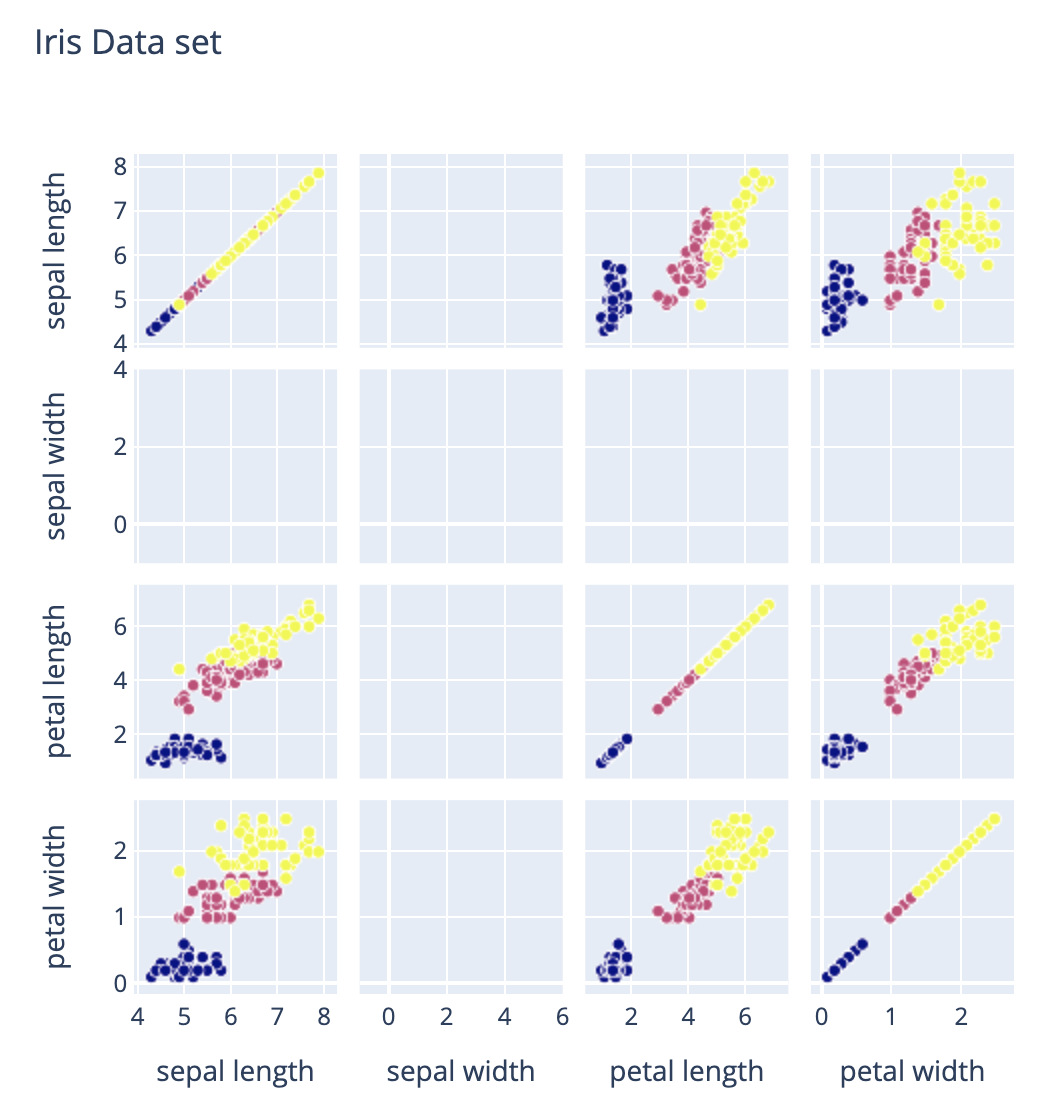 Iris Data set
sepal length
8
7
6
5
4
sepal width
4
2
0
petal length
6
4
2
petal width
2
1
0
4 5 6 7 8 0 2 4 6 2 4 6 0 1 2
sepal length sepal width petal length petal width